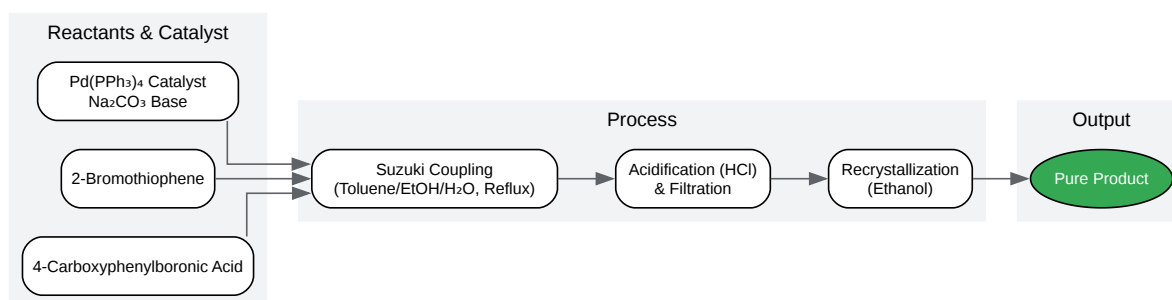 Reactants & Catalyst
Pd(PPh₃)₄ Catalyst
Na₂CO₃ Base
2-Bromothiophene
4-Carboxyphenylboronic Acid
Process
Suzuki Coupling
(Toluene/EtOH/H₂O, Reflux)
Acidification (HCl)
& Filtration
Recrystallization
(Ethanol)
Output
Pure Product